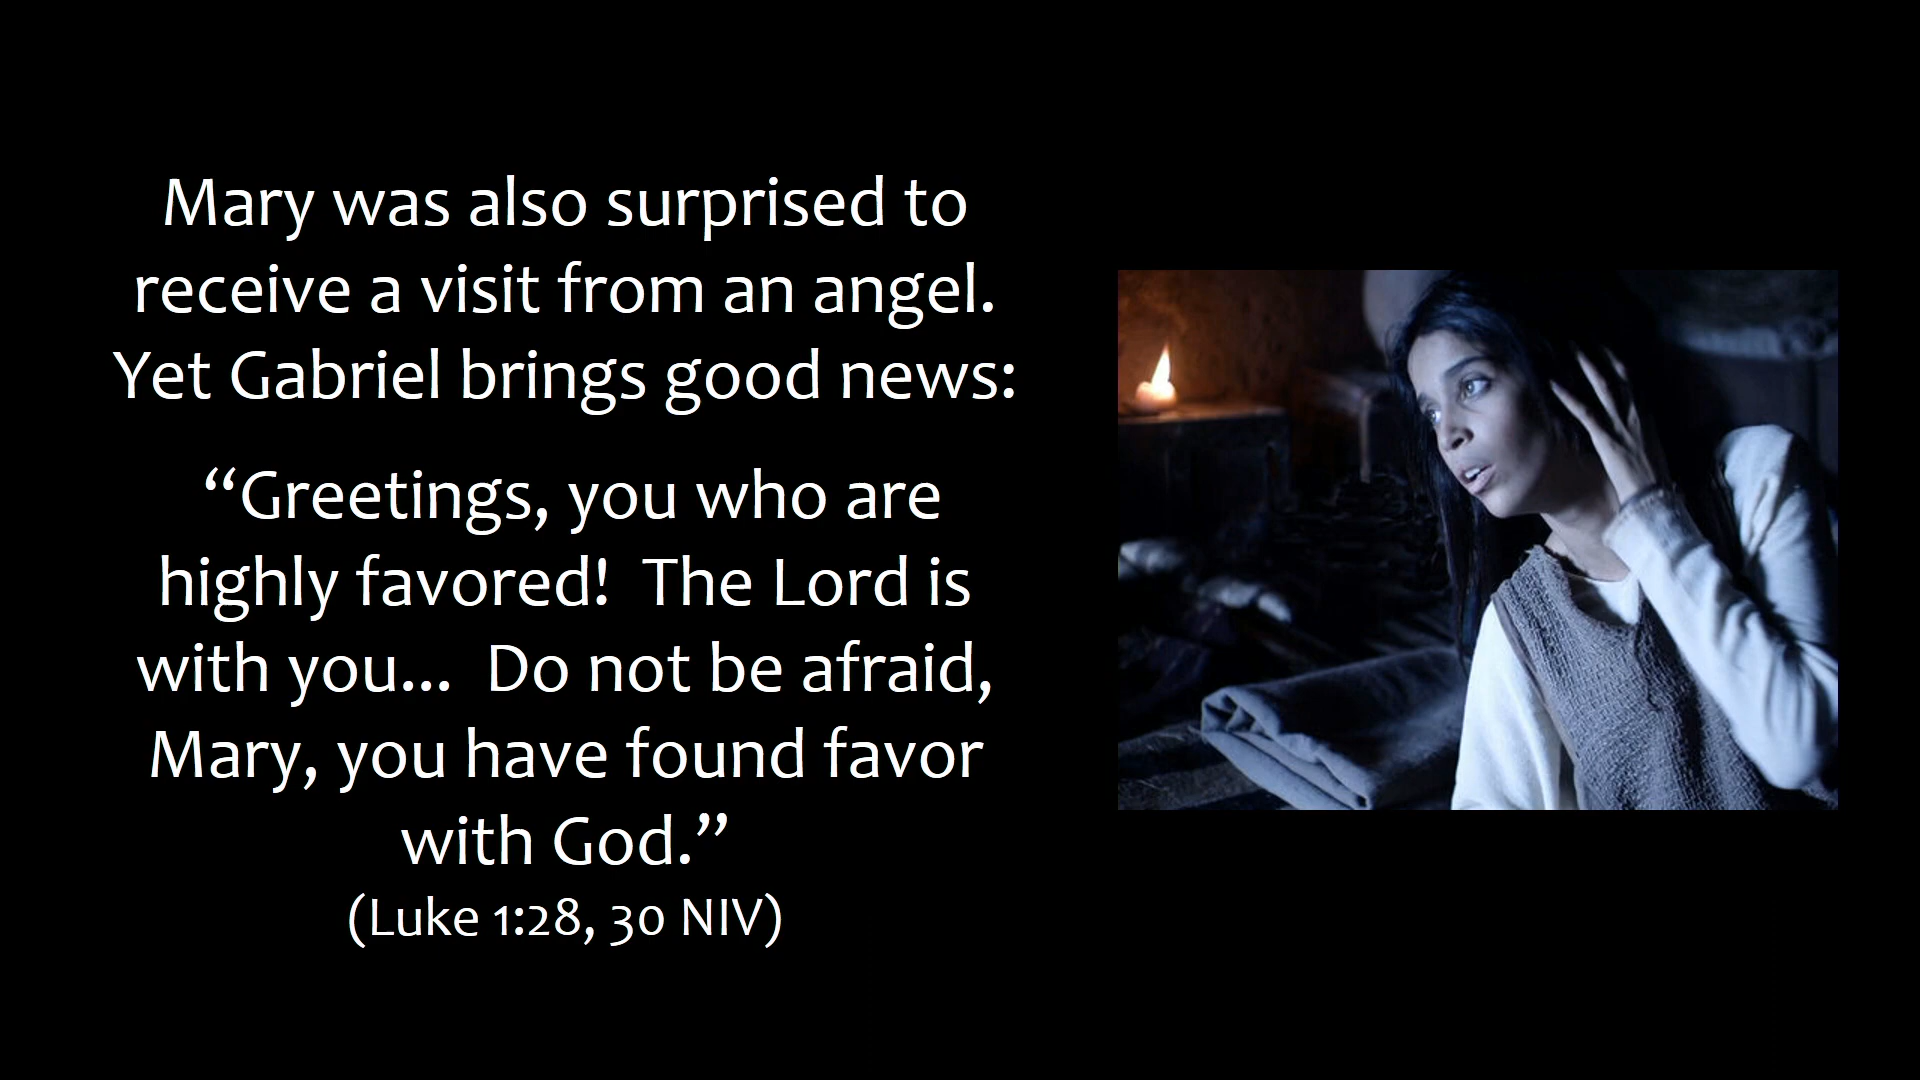 Mary was also surprised to
receive a visit from an angel.
Yet Gabriel brings good news:
“Greetings, you who are
highly favored!  The Lord is
with you...  Do not be afraid,
Mary, you have found favor
with God.”
(Luke 1:28, 30 NIV)